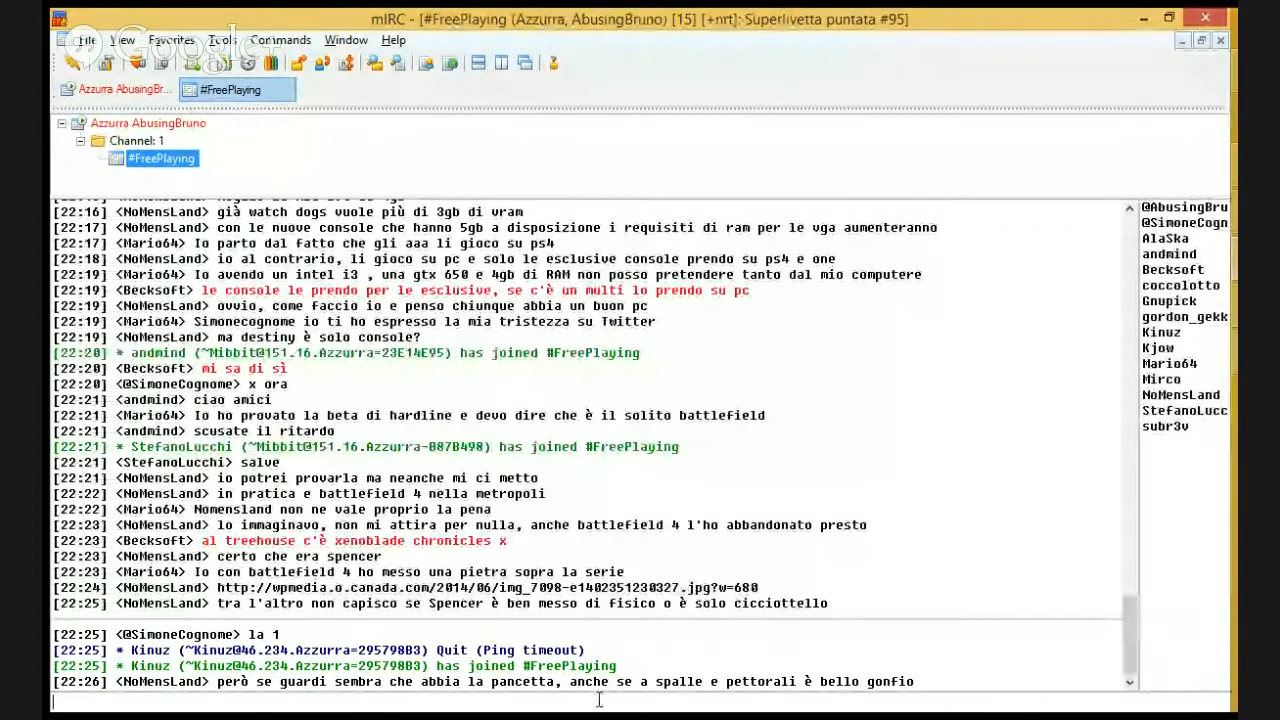 mIRC - [#FreePlaying (Azzurra, AbusingBruno) [15] [+nrt]: Superlivetta puntata #95]
File View Favorites Tools Commands Window Help
Google+
Azzurra AbusingBr... #FreePlaying
Azzurra AbusingBruno
Channel: 1
#FreePlaying
[22:16] <NoMensLand> già watch dogs vuole più di 3gb di vram
[22:17] <NoMensLand> con le nuove console che hanno 5gb a disposizione i requisiti di ram per le vga aumenteranno
[22:17] <Mario64> Io parto dal fatto che gli aaa li gioco su ps4
[22:18] <NoMensLand> io al contrario, li gioco su pc e solo le esclusive console prendo su ps4 e one
[22:19] <Mario64> Io avendo un intel i3 , una gtx 650 e 4gb di RAM non posso pretendere tanto dal mio computere
[22:19] <Becksoft> le console le prendo per le esclusive, se c'è un multi lo prendo su pc
[22:19] <NoMensLand> ovvio, come faccio io e penso chiunque abbia un buon pc
[22:19] <Mario64> Simonecognome io ti ho espresso la mia tristezza su Twitter
[22:19] <NoMensLand> ma destiny è solo console?
[22:20] * andmind (~Mibbit@151.16.Azzurra=23E14E95) has joined #FreePlaying
[22:20] <Becksoft> mi sa di sì
[22:20] <@SimoneCognome> x ora
[22:21] <andmind> ciao amici
[22:21] <Mario64> Io ho provato la beta di hardline e devo dire che è il solito battlefield
[22:21] <andmind> scusate il ritardo
[22:21] * StefanoLucchi (~Mibbit@151.16.Azzurra-087B498) has joined #FreePlaying
[22:21] <StefanoLucchi> salve
[22:21] <NoMensLand> io potrei provarla ma neanche mi ci metto
[22:22] <NoMensLand> in pratica e battlefield 4 nella metropoli
[22:22] <Mario64> Nomensland non ne vale proprio la pena
[22:23] <NoMensLand> lo immaginavo, non mi attira per nulla, anche battlefield 4 l'ho abbandonato presto
[22:23] <Becksoft> al treehouse c'è xenoblade chronicles x
[22:23] <NoMensLand> certo che era spencer
[22:23] <Mario64> Io con battlefield 4 ho messo una pietra sopra la serie
[22:24] <NoMensLand> http://wpmedia.o.canada.com/2014/06/img_7098-e1402351230327.jpg?w=680
[22:25] <NoMensLand> tra l'altro non capisco se Spencer è ben messo di fisico o è solo cicciottello
[22:25] <@SimoneCognome> la 1
[22:25] * Kinuz (~Kinuz@46.234.Azzurra=295798B3) Quit (Ping timeout)
[22:25] * Kinuz (~Kinuz@46.234.Azzurra=295798B3) has joined #FreePlaying
[22:26] <NoMensLand> però se guardi sembra che abbia la pancetta, anche se a spalle e pettorali è bello gonfio
@AbusingBru
@SimoneCogn
AlaSka
andmind
Becksoft
coccolotto
Gnupick
gordon_gekk
Kinuz
Kjow
Mario64
Mirco
NoMensLand
StefanoLucc
subr3v